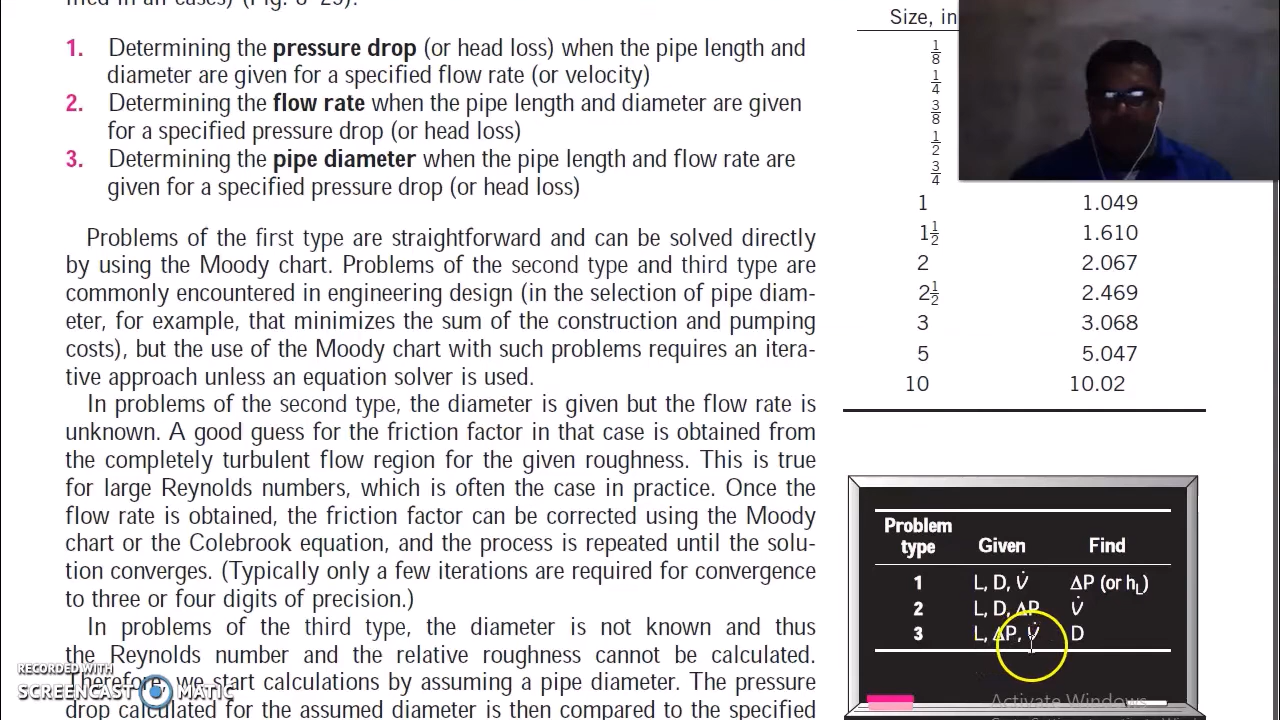 1. Determining the pressure drop (or head loss) when the pipe length and
diameter are given for a specified flow rate (or velocity)
2. Determining the flow rate when the pipe length and diameter are given
for a specified pressure drop (or head loss)
3. Determining the pipe diameter when the pipe length and flow rate are
given for a specified pressure drop (or head loss)
Problems of the first type are straightforward and can be solved directly
by using the Moody chart. Problems of the second type and third type are
commonly encountered in engineering design (in the selection of pipe diam-
eter, for example, that minimizes the sum of the construction and pumping
costs), but the use of the Moody chart with such problems requires an itera-
tive approach unless an equation solver is used.
In problems of the second type, the diameter is given but the flow rate is
unknown. A good guess for the friction factor in that case is obtained from
the completely turbulent flow region for the given roughness. This is true
for large Reynolds numbers, which is often the case in practice. Once the
flow rate is obtained, the friction factor can be corrected using the Moody
chart or the Colebrook equation, and the process is repeated until the solu-
tion converges. (Typically only a few iterations are required for convergence
to three or four digits of precision.)
In problems of the third type, the diameter is not known and thus
the Reynolds number and the relative roughness cannot be calculated.
Therefore, we start calculations by assuming a pipe diameter. The pressure
drop calculated for the assumed diameter is then compared to the specified
Size, in
1/8
1/4
3/8
1/2
3/4
1 1.049
1 1/2 1.610
2 2.067
2 1/2 2.469
3 3.068
5 5.047
10 10.02
Problem
type Given Find
1 L, D, V̇ ΔP (or hL)
2 L, D, ΔP V̇
3 L, ΔP, V̇ D
RECORDED WITH
SCREENCAST MATIC
Activate Windows